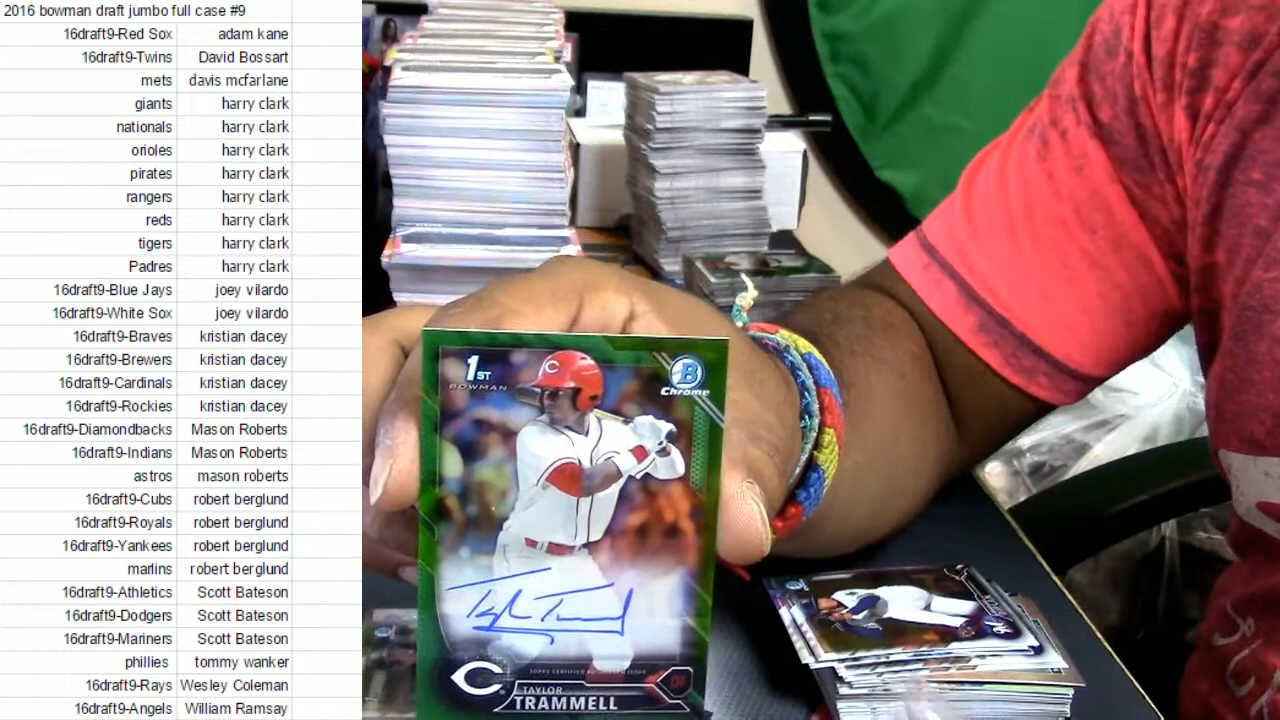 2016 bowman draft jumbo full case #9
16draft9-Red Sox adam kane
16draft9-Twins David Bossart
mets davis mcfarlane
giants harry clark
nationals harry clark
orioles harry clark
pirates harry clark
rangers harry clark
reds harry clark
tigers harry clark
Padres harry clark
16draft9-Blue Jays joey vilardo
16draft9-White Sox joey vilardo
16draft9-Braves kristian dacey
16draft9-Brewers kristian dacey
16draft9-Cardinals kristian dacey
16draft9-Rockies kristian dacey
16draft9-Diamondbacks Mason Roberts
16draft9-Indians Mason Roberts
astros mason roberts
16draft9-Cubs robert berglund
16draft9-Royals robert berglund
16draft9-Yankees robert berglund
marlins robert berglund
16draft9-Athletics Scott Bateson
16draft9-Dodgers Scott Bateson
16draft9-Mariners Scott Bateson
phillies tommy wanker
16draft9-Rays Wesley Coleman
16draft9-Angels William Ramsay
1ST
BOWMAN
B
Chrome
C
Taylor Trammell
TOPPS CERTIFIED AUTOGRAPH ISSUE
C
TAYLOR
TRAMMELL
OF